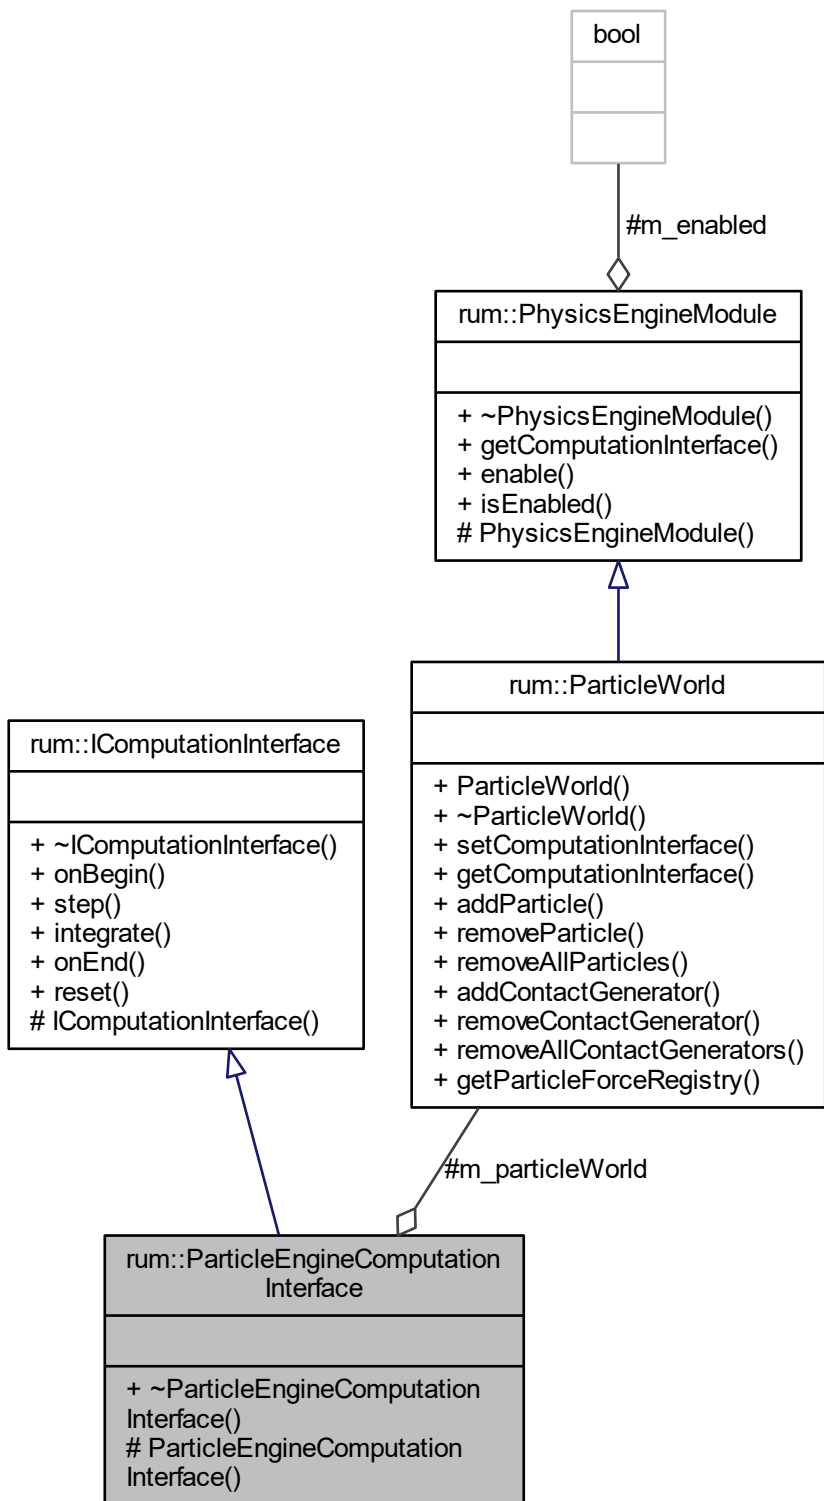 bool
#m_enabled
rum::PhysicsEngineModule
+ ~PhysicsEngineModule()
+ getComputationInterface()
+ enable()
+ isEnabled()
# PhysicsEngineModule()
rum::ParticleWorld
+ ParticleWorld()
+ ~ParticleWorld()
+ setComputationInterface()
+ getComputationInterface()
+ addParticle()
+ removeParticle()
+ removeAllParticles()
+ addContactGenerator()
+ removeContactGenerator()
+ removeAllContactGenerators()
+ getParticleForceRegistry()
rum::IComputationInterface
+ ~IComputationInterface()
+ onBegin()
+ step()
+ integrate()
+ onEnd()
+ reset()
# IComputationInterface()
#m_particleWorld
rum::ParticleEngineComputation
Interface
+ ~ParticleEngineComputation
Interface()
# ParticleEngineComputation
Interface()